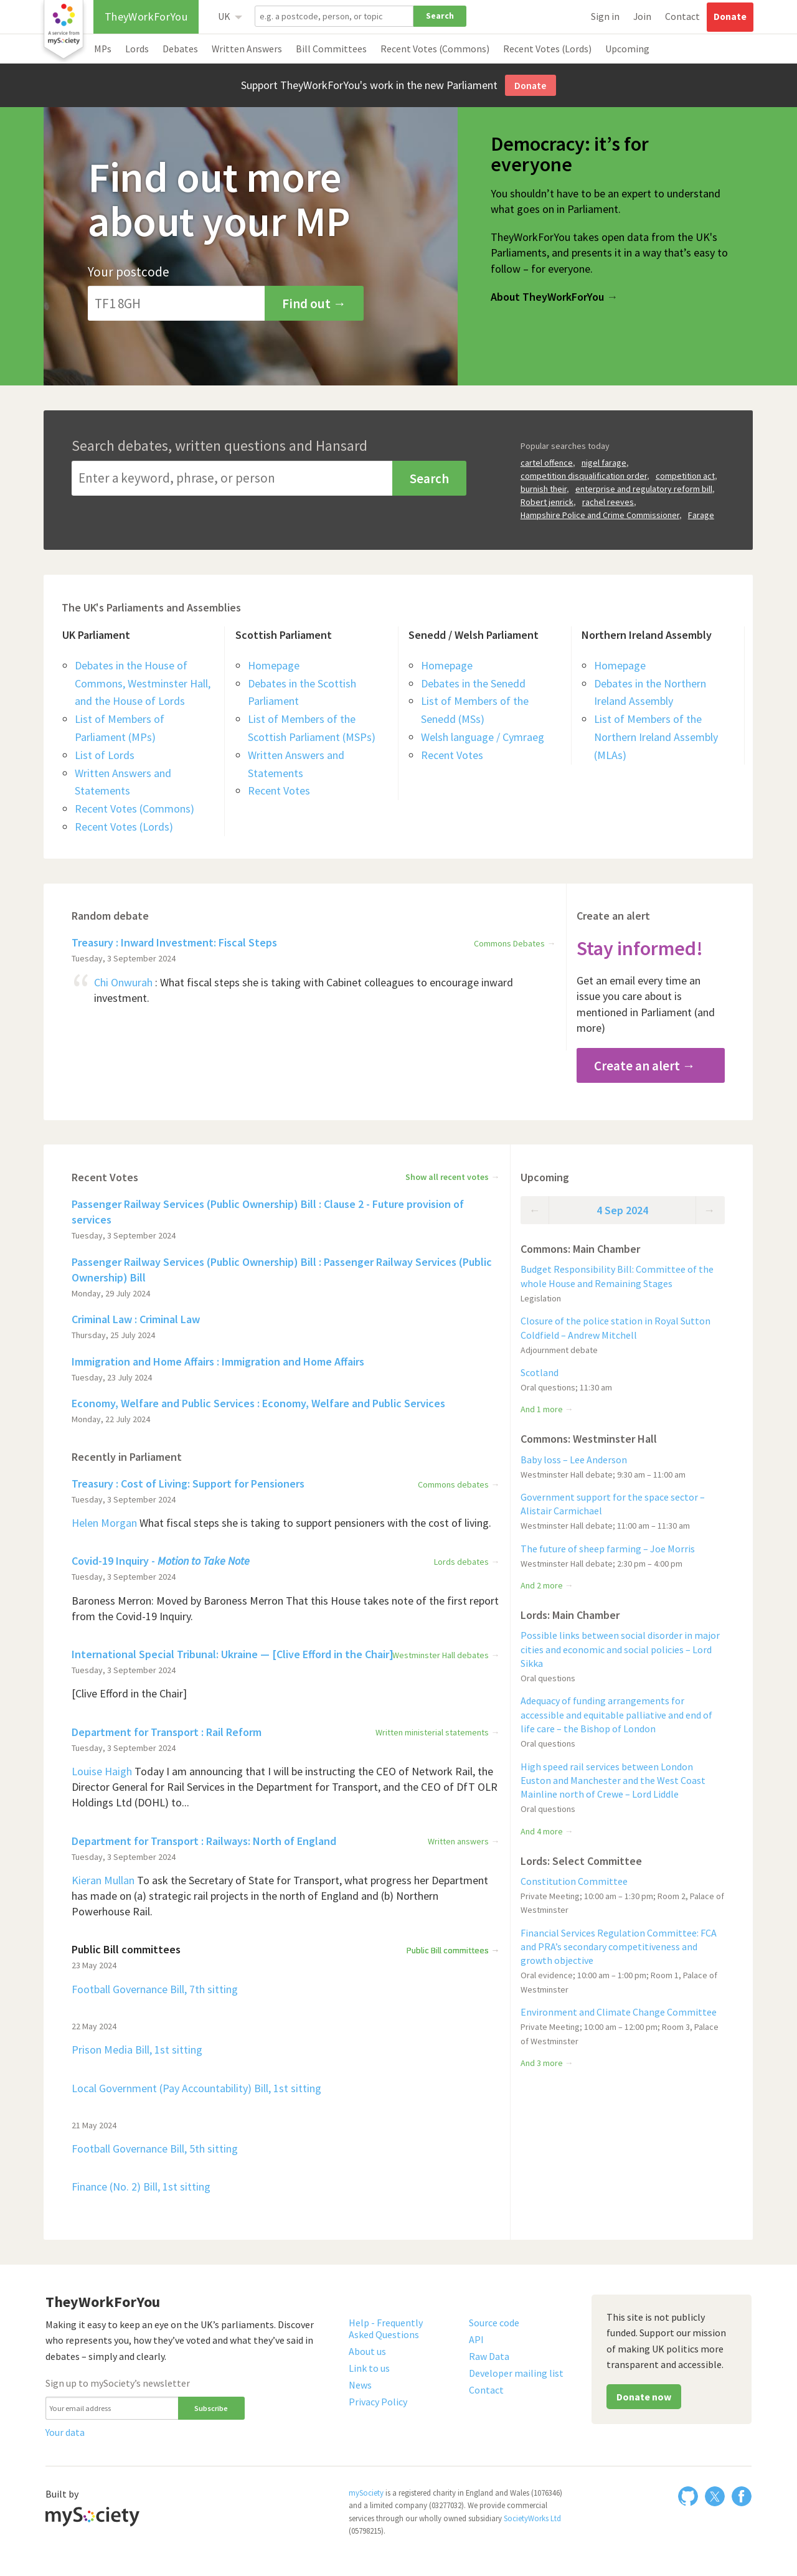 A service from
mySociety
TheyWorkForYou
UK
e.g. a postcode, person, or topic
Search
Sign in
Join
Contact
Donate
MPs
Lords
Debates
Written Answers
Bill Committees
Recent Votes (Commons)
Recent Votes (Lords)
Upcoming
Support TheyWorkForYou's work in the new Parliament
Donate
Find out more
about your MP
Your postcode
TF1 8GH
Find out →
Democracy: it's for
everyone
You shouldn't have to be an expert to understand
what goes on in Parliament.
TheyWorkForYou takes open data from the UK's
Parliaments, and presents it in a way that's easy to
follow – for everyone.
About TheyWorkForYou →
Search debates, written questions and Hansard
Enter a keyword, phrase, or person
Search
Popular searches today
cartel offence, nigel farage,
competition disqualification order, competition act,
burnish their, enterprise and regulatory reform bill,
Robert jenrick, rachel reeves,
Hampshire Police and Crime Commissioner, Farage
The UK's Parliaments and Assemblies
UK Parliament
Debates in the House of
Commons, Westminster Hall,
and the House of Lords
List of Members of
Parliament (MPs)
List of Lords
Written Answers and
Statements
Recent Votes (Commons)
Recent Votes (Lords)
Scottish Parliament
Homepage
Debates in the Scottish
Parliament
List of Members of the
Scottish Parliament (MSPs)
Written Answers and
Statements
Recent Votes
Senedd / Welsh Parliament
Homepage
Debates in the Senedd
List of Members of the
Senedd (MSs)
Welsh language / Cymraeg
Recent Votes
Northern Ireland Assembly
Homepage
Debates in the Northern
Ireland Assembly
List of Members of the
Northern Ireland Assembly
(MLAs)
Random debate
Treasury : Inward Investment: Fiscal Steps
Commons Debates →
Tuesday, 3 September 2024
“ Chi Onwurah : What fiscal steps she is taking with Cabinet colleagues to encourage inward
investment.
Create an alert
Stay informed!
Get an email every time an
issue you care about is
mentioned in Parliament (and
more)
Create an alert →
Recent Votes
Show all recent votes →
Passenger Railway Services (Public Ownership) Bill : Clause 2 - Future provision of
services
Tuesday, 3 September 2024
Passenger Railway Services (Public Ownership) Bill : Passenger Railway Services (Public
Ownership) Bill
Monday, 29 July 2024
Criminal Law : Criminal Law
Thursday, 25 July 2024
Immigration and Home Affairs : Immigration and Home Affairs
Tuesday, 23 July 2024
Economy, Welfare and Public Services : Economy, Welfare and Public Services
Monday, 22 July 2024
Recently in Parliament
Treasury : Cost of Living: Support for Pensioners
Commons debates →
Tuesday, 3 September 2024
Helen Morgan What fiscal steps she is taking to support pensioners with the cost of living.
Covid-19 Inquiry - Motion to Take Note
Lords debates →
Tuesday, 3 September 2024
Baroness Merron: Moved by Baroness Merron That this House takes note of the first report
from the Covid-19 Inquiry.
International Special Tribunal: Ukraine — [Clive Efford in the Chair]
Westminster Hall debates →
Tuesday, 3 September 2024
[Clive Efford in the Chair]
Department for Transport : Rail Reform
Written ministerial statements →
Tuesday, 3 September 2024
Louise Haigh Today I am announcing that I will be instructing the CEO of Network Rail, the
Director General for Rail Services in the Department for Transport, and the CEO of DfT OLR
Holdings Ltd (DOHL) to...
Department for Transport : Railways: North of England
Written answers →
Tuesday, 3 September 2024
Kieran Mullan To ask the Secretary of State for Transport, what progress her Department
has made on (a) strategic rail projects in the north of England and (b) Northern
Powerhouse Rail.
Public Bill committees
Public Bill committees →
23 May 2024
Football Governance Bill, 7th sitting
22 May 2024
Prison Media Bill, 1st sitting
Local Government (Pay Accountability) Bill, 1st sitting
21 May 2024
Football Governance Bill, 5th sitting
Finance (No. 2) Bill, 1st sitting
Upcoming
← 4 Sep 2024 →
Commons: Main Chamber
Budget Responsibility Bill: Committee of the
whole House and Remaining Stages
Legislation
Closure of the police station in Royal Sutton
Coldfield – Andrew Mitchell
Adjournment debate
Scotland
Oral questions; 11:30 am
And 1 more →
Commons: Westminster Hall
Baby loss – Lee Anderson
Westminster Hall debate; 9:30 am – 11:00 am
Government support for the space sector –
Alistair Carmichael
Westminster Hall debate; 11:00 am – 11:30 am
The future of sheep farming – Joe Morris
Westminster Hall debate; 2:30 pm – 4:00 pm
And 2 more →
Lords: Main Chamber
Possible links between social disorder in major
cities and economic and social policies – Lord
Sikka
Oral questions
Adequacy of funding arrangements for
accessible and equitable palliative and end of
life care – the Bishop of London
Oral questions
High speed rail services between London
Euston and Manchester and the West Coast
Mainline north of Crewe – Lord Liddle
Oral questions
And 4 more →
Lords: Select Committee
Constitution Committee
Private Meeting; 10:00 am – 1:30 pm; Room 2, Palace of
Westminster
Financial Services Regulation Committee: FCA
and PRA's secondary competitiveness and
growth objective
Oral evidence; 10:00 am – 1:00 pm; Room 1, Palace of
Westminster
Environment and Climate Change Committee
Private Meeting; 10:00 am – 12:00 pm; Room 3, Palace
of Westminster
And 3 more →
TheyWorkForYou
Making it easy to keep an eye on the UK's parliaments. Discover
who represents you, how they've voted and what they've said in
debates – simply and clearly.
Sign up to mySociety's newsletter
Your email address
Subscribe
Your data
Help - Frequently
Asked Questions
About us
Link to us
News
Privacy Policy
Source code
API
Raw Data
Developer mailing list
Contact
This site is not publicly
funded. Support our mission
of making UK politics more
transparent and accessible.
Donate now
Built by
mySociety
mySociety is a registered charity in England and Wales (1076346)
and a limited company (03277032). We provide commercial
services through our wholly owned subsidiary SocietyWorks Ltd
(05798215).